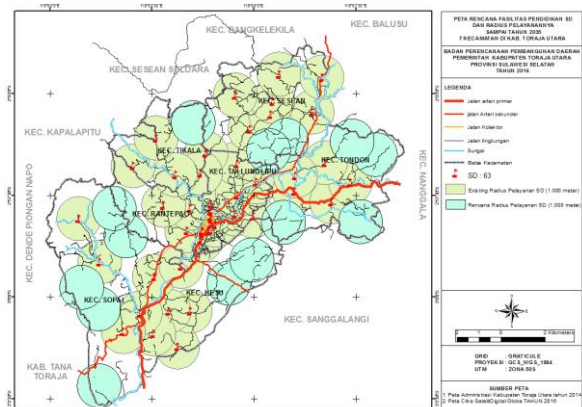 KEC. BALUSU
KEC. BANGKELEKILA
KEC. SESEAN SULOARA
KEC. SESEAN
KEC. KAPALAPITU
KEC. TIKALA
KEC. TALLUNGLIPU
KEC. TONDON
KEC. NANGGALA
KEC. RANTEPAO
KEC. DENDE PIONGAN NAPO
KEC. SOPAI
KEC. KESU
KEC. SANGGALANGI
KAB. TANA
TORAJA
PETA RENCANA FASILITAS PENDIDIKAN SD
DAN RADIUS PELAYANANNYA
SAMPAI TAHUN 2035
7 KECAMATAN DI KAB. TORAJA UTARA
BADAN PERENCANAAN PEMBANGUNAN DAERAH
PEMERINTAH KABUPATEN TORAJA UTARA
PROVINSI SULAWESI SELATAN
TAHUN 2016
LEGENDA
Jalan arteri primer
jalan Arteri sekunder
Jalan Kolektor
Jalan lingkungan
Sungai
Batas Kecamatan
SD : 63
Existing Radius Pelayanan SD (1.000 meter)
Rencana Radius Pelayanan SD (1.000 meter)
2 Kilometers
GRID : GRATICULE
PROYEKSI : GCS_WGS_1984
UTM : ZONA 50S
SUMBER PETA
1. Peta Administrasi Kabupaten Toraja Utara tahun 2014
2. Peta Citra Satelit Digital Globe TAHUN 2016